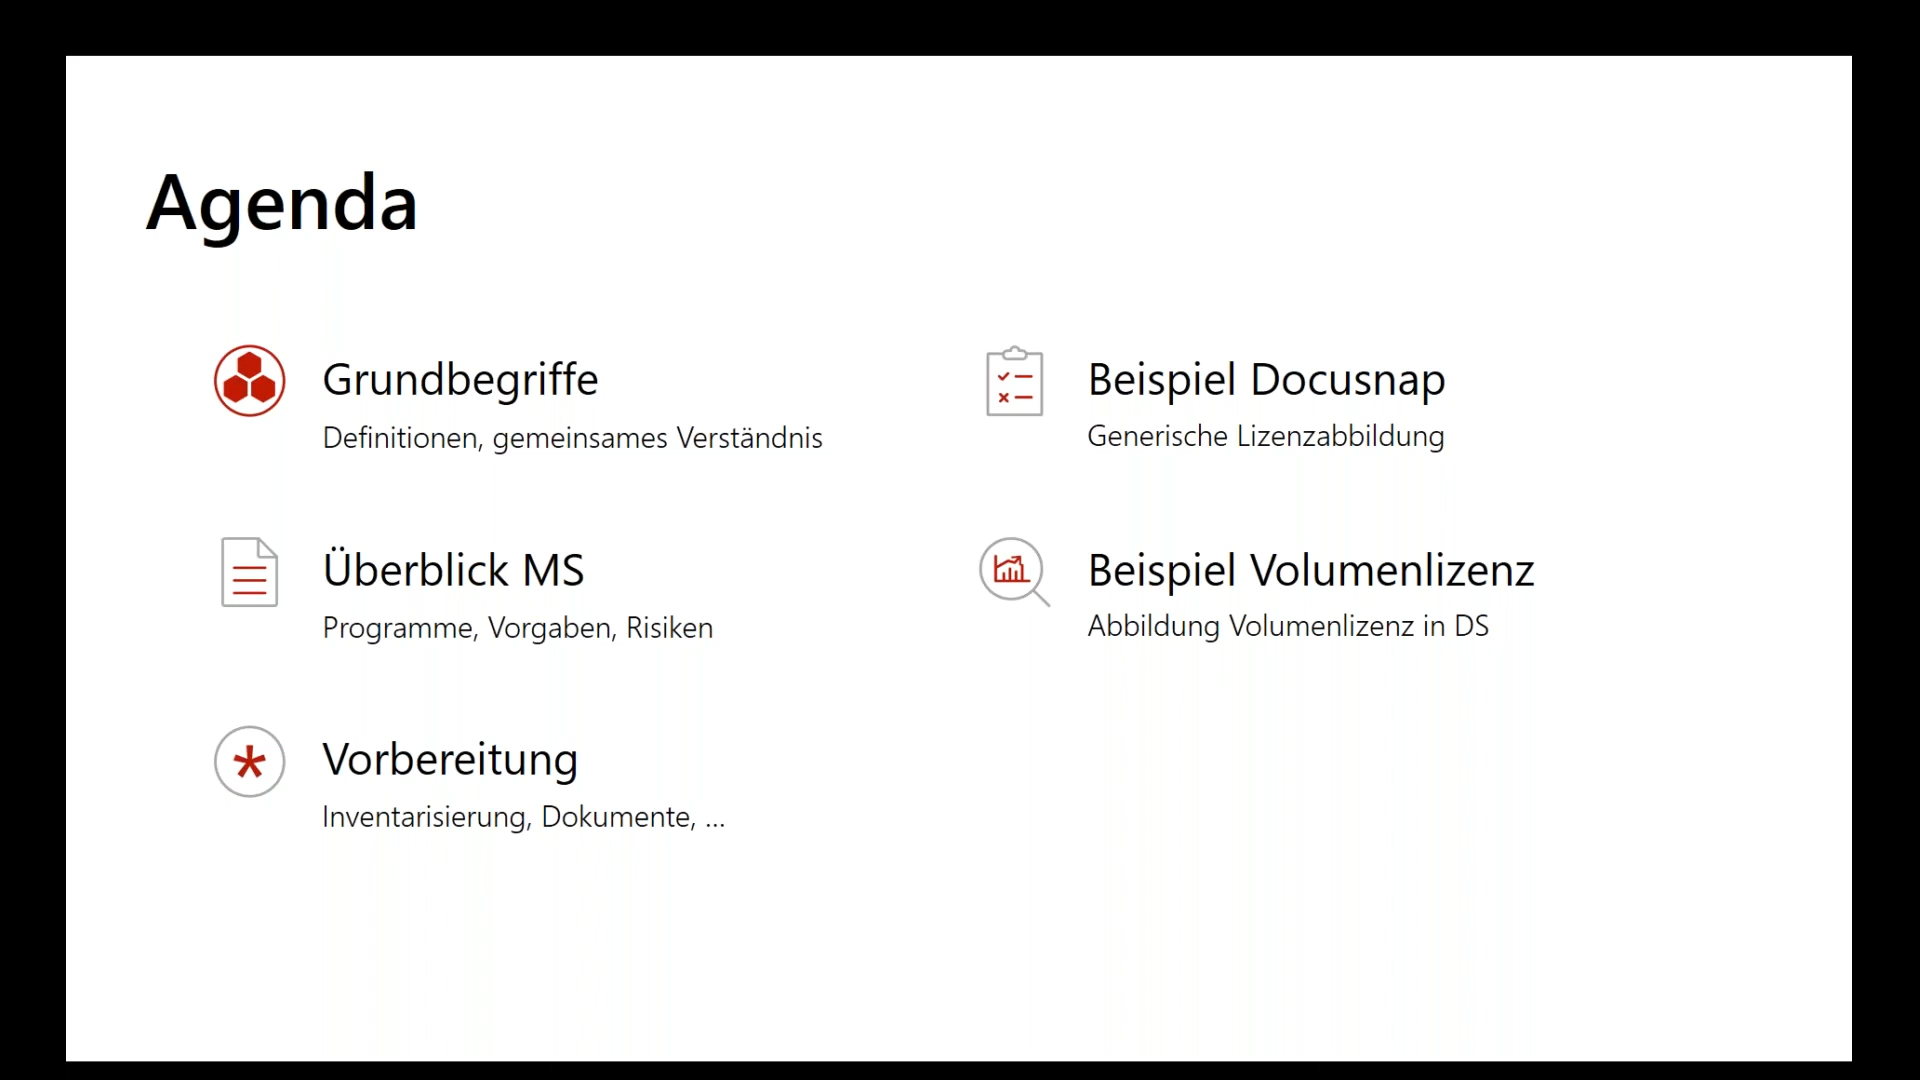 Agenda
Grundbegriffe
Definitionen, gemeinsames Verständnis
Überblick MS
Programme, Vorgaben, Risiken
Vorbereitung
Inventarisierung, Dokumente, ...
Beispiel Docusnap
Generische Lizenzabbildung
Beispiel Volumenlizenz
Abbildung Volumenlizenz in DS